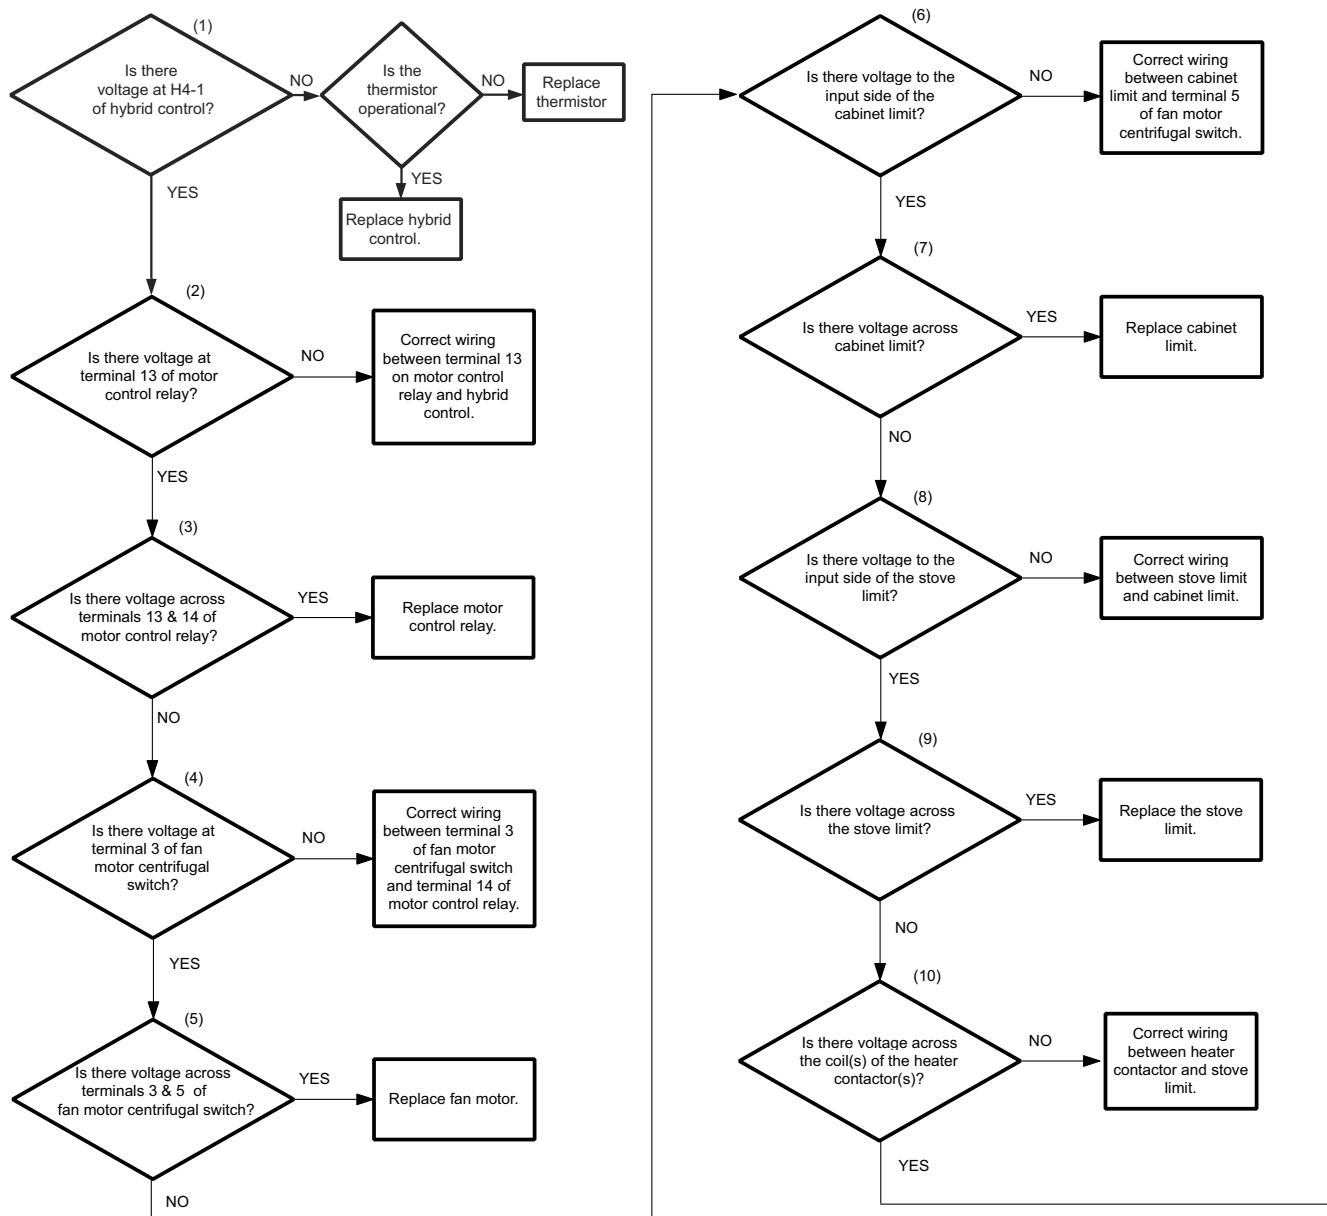 (1)
Is there
voltage at H4-1
of hybrid control?
NO
Is the
thermistor
operational?
NO
Replace
thermistor
YES
Replace hybrid
control.
YES
(2)
Is there voltage at
terminal 13 of motor
control relay?
NO
Correct wiring
between terminal 13
on motor control
relay and hybrid
control.
YES
(3)
Is there voltage across
terminals 13 & 14 of
motor control relay?
YES
Replace motor
control relay.
NO
(4)
Is there voltage at
terminal 3 of fan
motor centrifugal
switch?
NO
Correct wiring
between terminal 3
of fan motor
centrifugal switch
and terminal 14 of
motor control relay.
YES
(5)
Is there voltage across
terminals 3 & 5 of
fan motor centrifugal switch?
YES
Replace fan motor.
NO
(6)
Is there voltage to the
input side of the
cabinet limit?
NO
Correct wiring
between cabinet
limit and terminal 5
of fan motor
centrifugal switch.
YES
(7)
Is there voltage across
cabinet limit?
YES
Replace cabinet
limit.
NO
(8)
Is there voltage to the
input side of the stove
limit?
NO
Correct wiring
between stove limit
and cabinet limit.
YES
(9)
Is there voltage across
the stove limit?
YES
Replace the stove
limit.
NO
(10)
Is there voltage across
the coil(s) of the heater
contactor(s)?
NO
Correct wiring
between heater
contactor and stove
limit.
YES